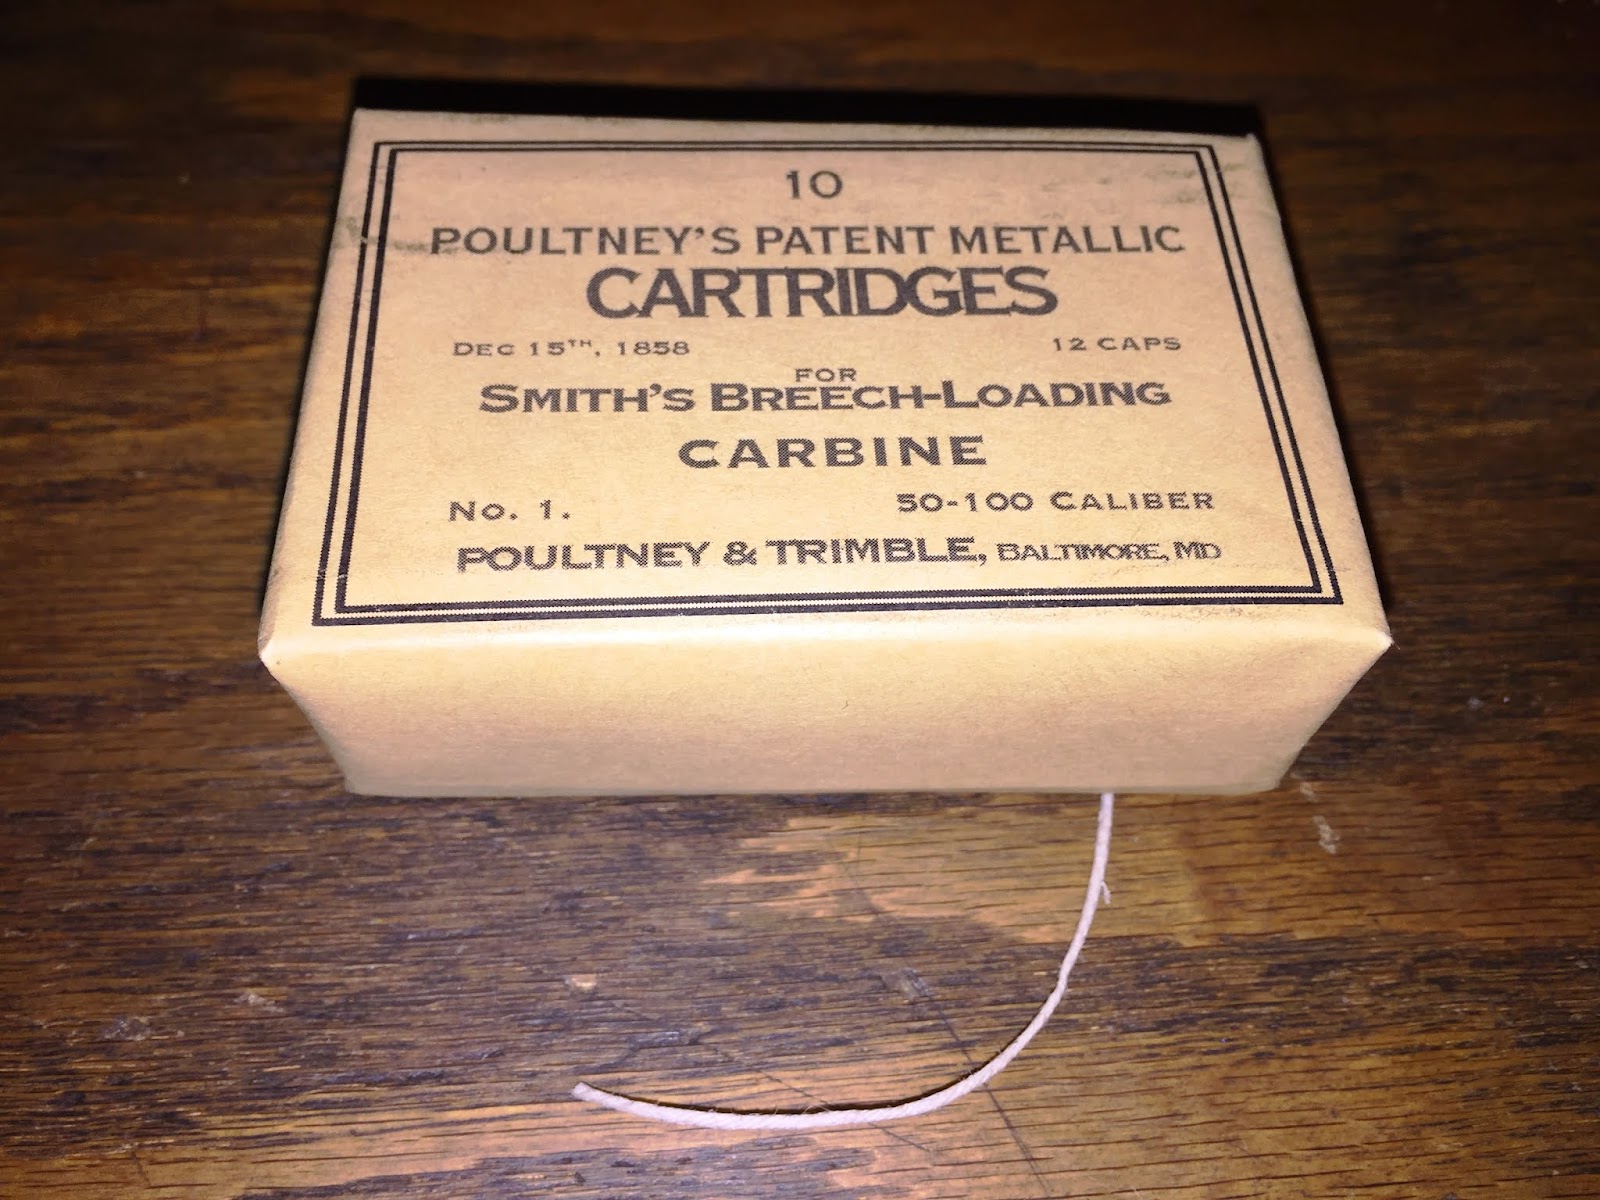 10
POULTNEY'S PATENT METALLIC
CARTRIDGES
DEC 15TH, 1858 12 CAPS
FOR
SMITH'S BREECH-LOADING
CARBINE
No. 1. 50-100 CALIBER
POULTNEY & TRIMBLE, BALTIMORE, MD